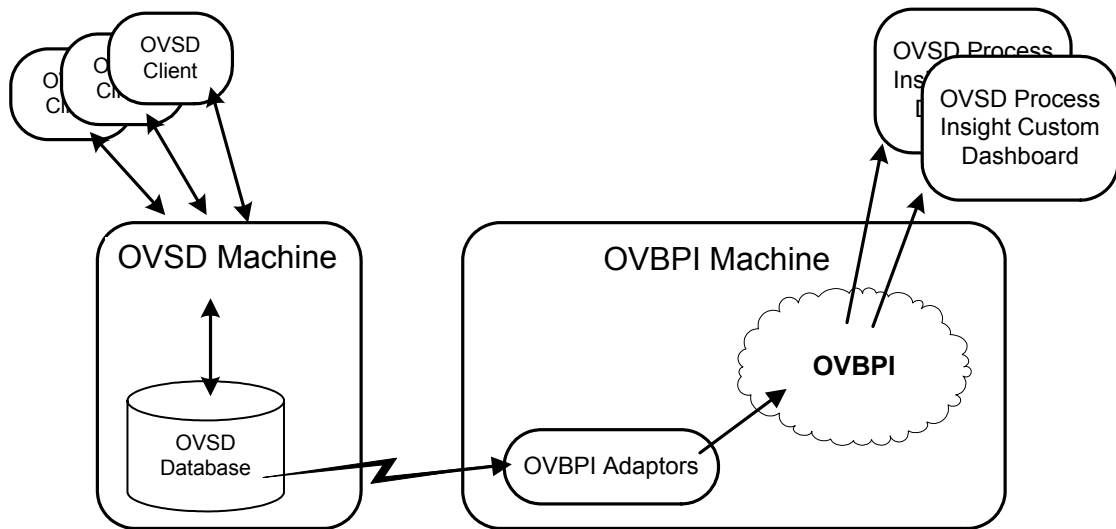 OVSD
Client
OVSD Process
Insight Custom
Dashboard
OVSD Process
OVSD Machine
OVBPI Machine
OVBPI
OVSD
Database
OVBPI Adaptors